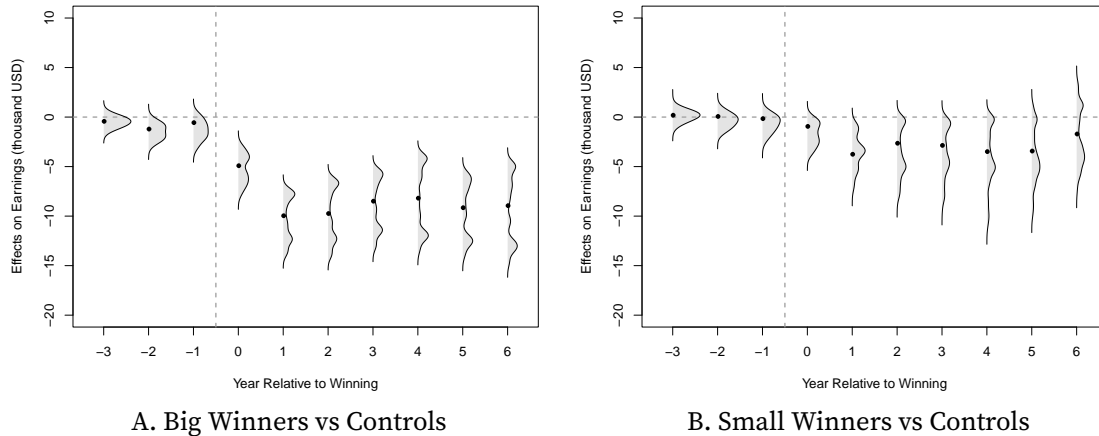 10
5
0
−5
−10
−15
−20
Effects on Earnings (thousand USD)
−3 −2 −1 0 1 2 3 4 5 6
Year Relative to Winning
A. Big Winners vs Controls
10
5
0
−5
−10
−15
−20
Effects on Earnings (thousand USD)
−3 −2 −1 0 1 2 3 4 5 6
Year Relative to Winning
B. Small Winners vs Controls